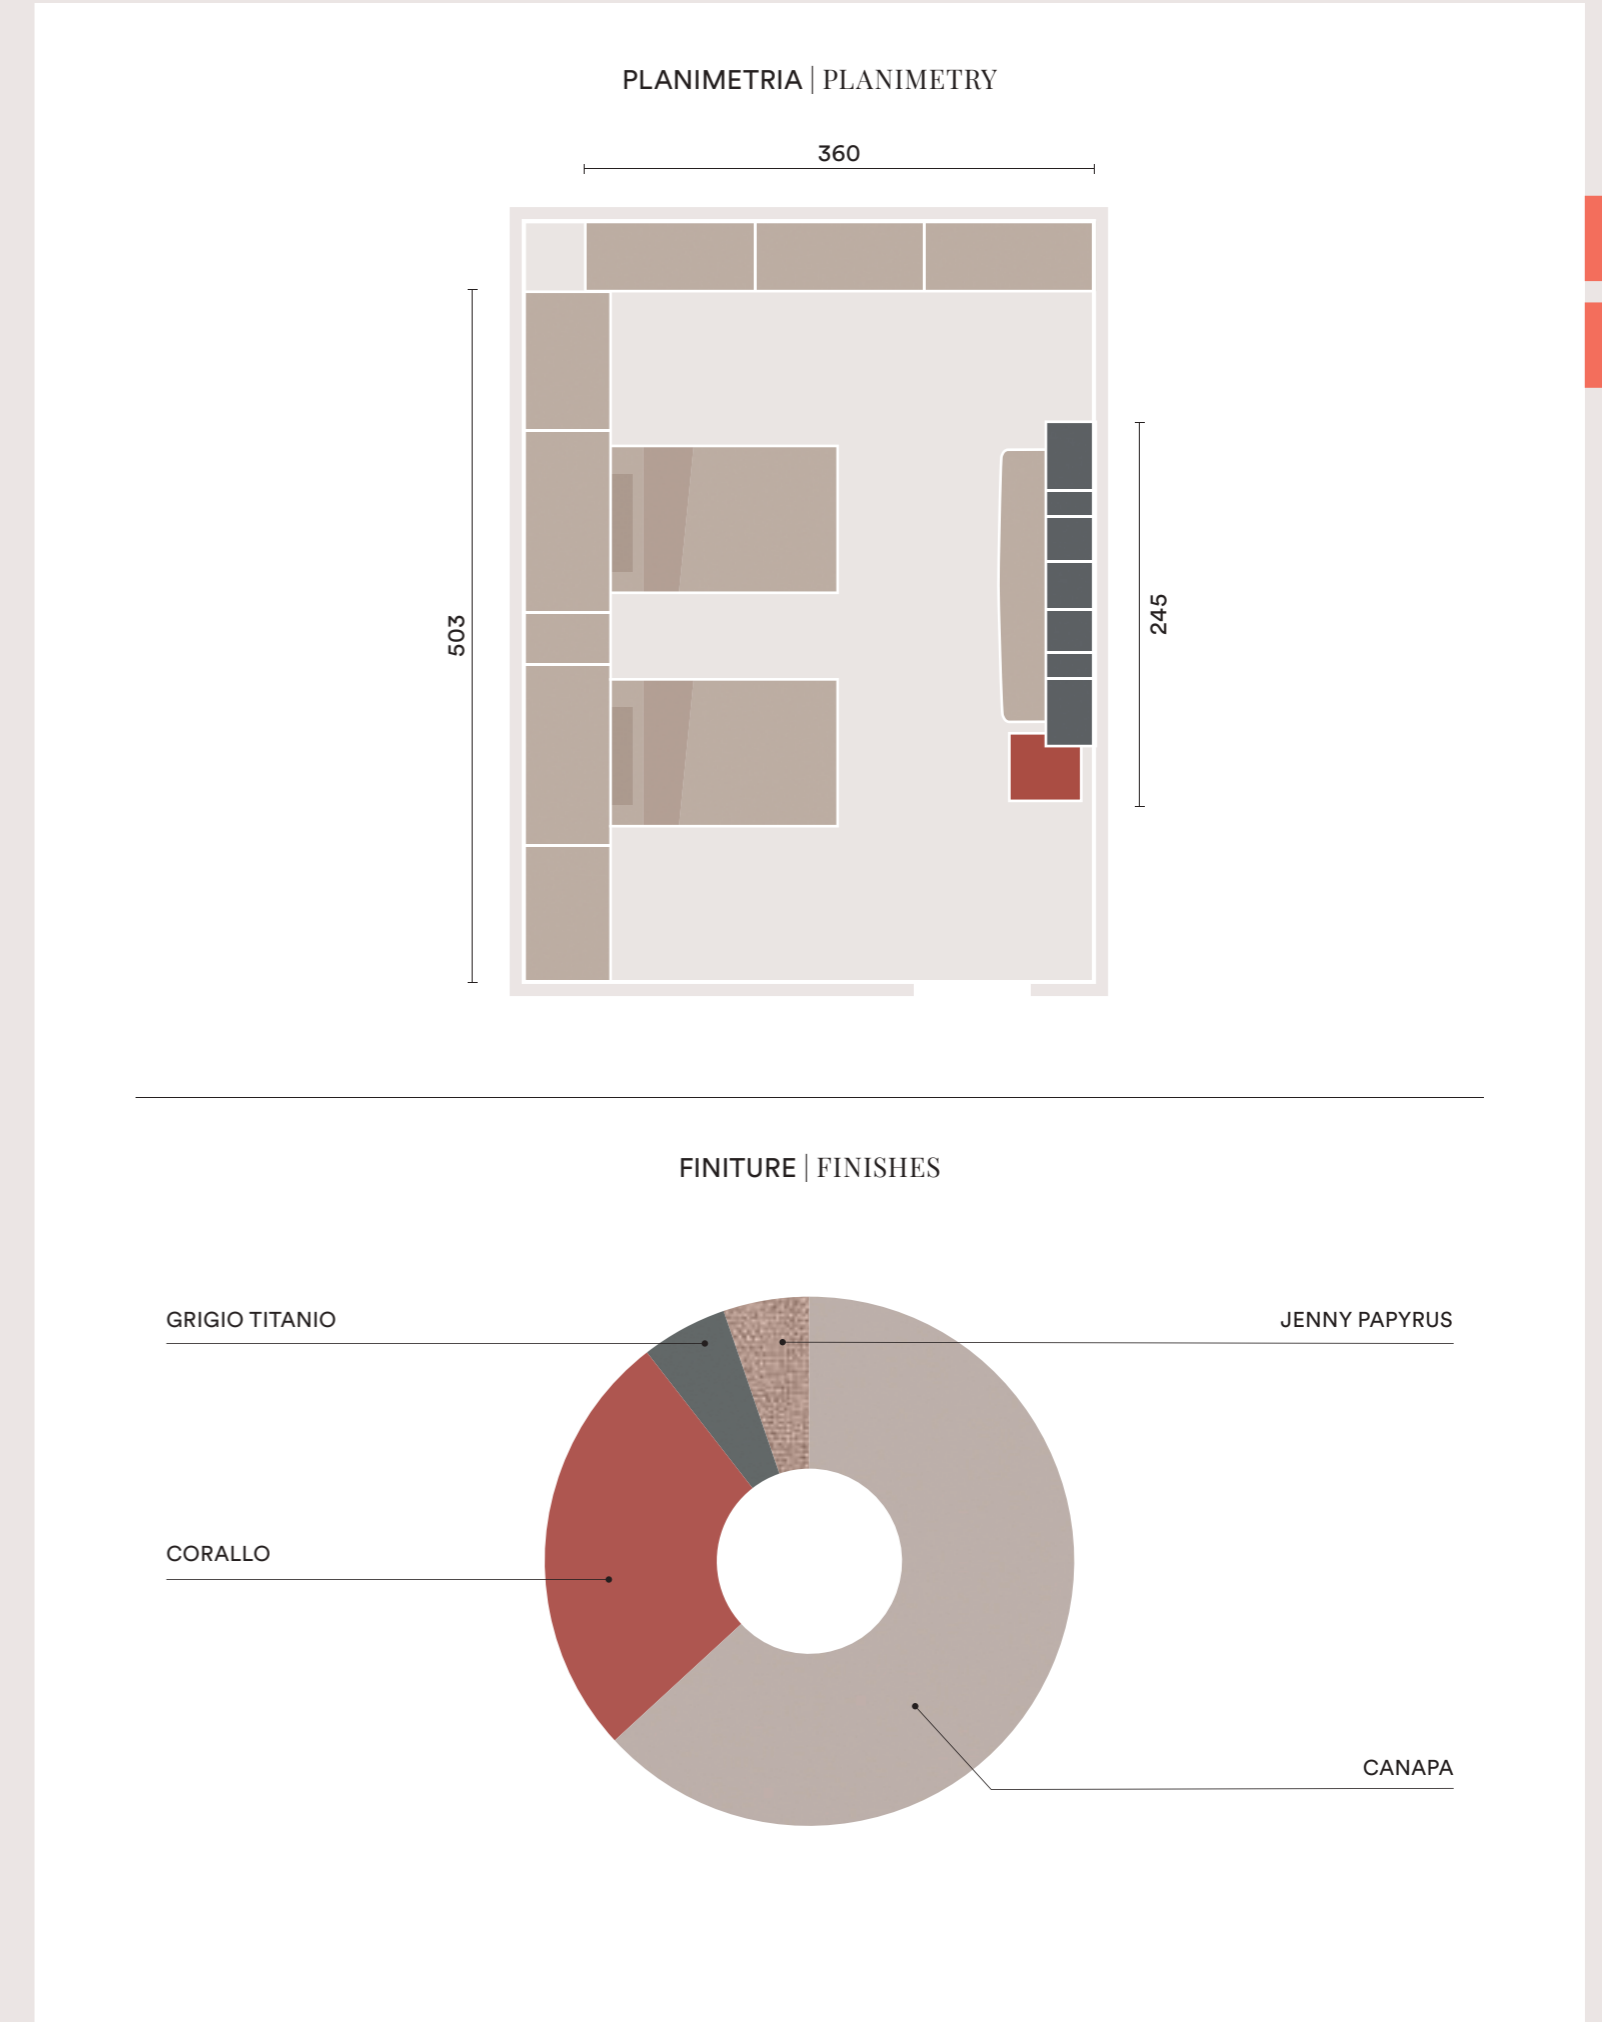 PLANIMETRIA | PLANIMETRY
360
503
245
FINITURE | FINISHES
GRIGIO TITANIO
JENNY PAPYRUS
CORALLO
CANAPA